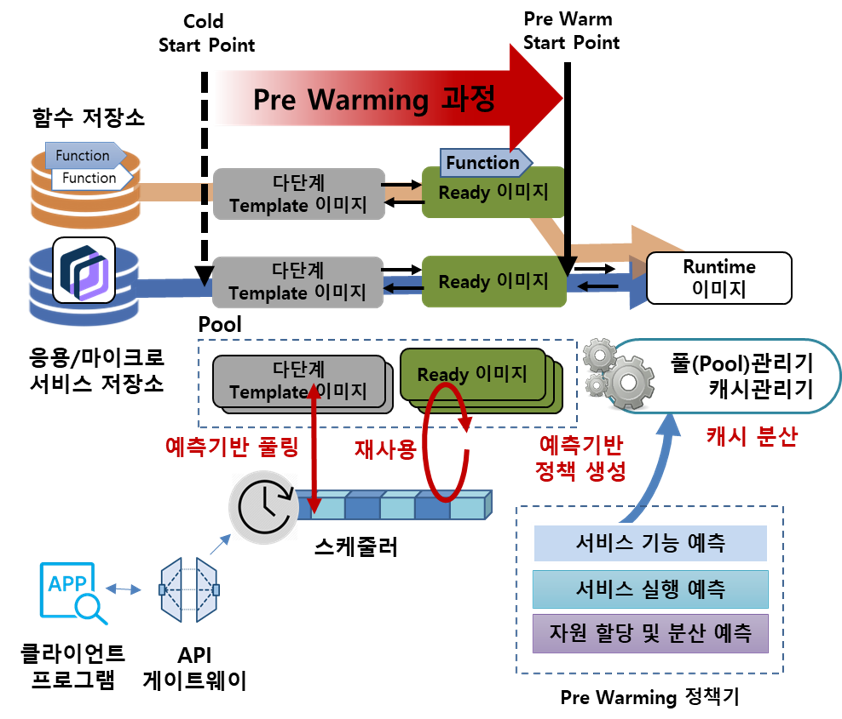 Cold
Start Point
Pre Warm
Start Point
Pre Warming 과정
함수 저장소
Function
Function
Function
다단계
Template 이미지
Ready 이미지
다단계
Template 이미지
Ready 이미지
Runtime
이미지
응용/마이크로
서비스 저장소
Pool
다단계
Template 이미지
Ready 이미지
풀(Pool)관리기
캐시관리기
예측기반 풀링
재사용
예측기반
정책 생성
캐시 분산
스케줄러
서비스 기능 예측
서비스 실행 예측
자원 할당 및 분산 예측
APP
클라이언트
프로그램
API
게이트웨이
Pre Warming 정책기